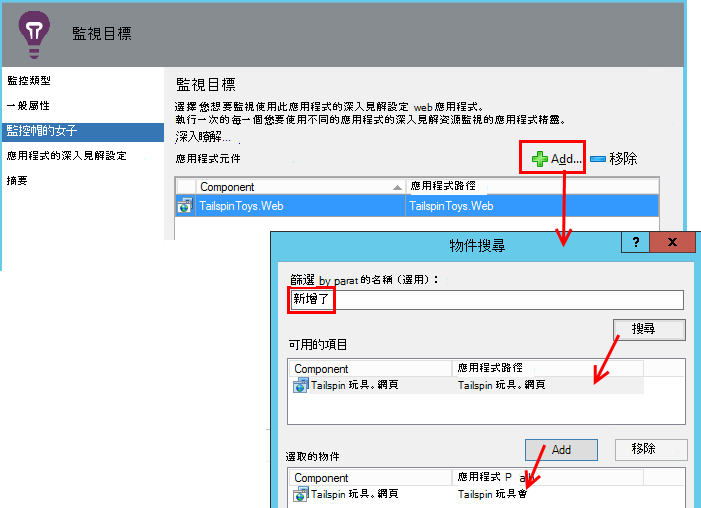 監視目標
監控類型
一般屬性
監控帽的女子
應用程式的深入見解設定
摘要
監視目標
選擇您想要監視使用此應用程式的深入見解設定 web 應用程式。
執行一次的每一個您要使用不同的應用程式的深入見解資源監視的應用程式精靈。
深入瞭解...
應用程式元件
Add...
移除
Component 應用程式路徑
TailspinToys.Web TailspinToys.Web
物件搜尋
? x
篩選 by parat 的名稱（選用）：
新增了
搜尋
可用的項目
Component 應用程式路徑
Tailspin 玩具。網頁 Tailspin 玩具。網頁
Add 移除
選取的物件
Component 應用程式 P a
Tailspin 玩具。網頁 Tailspin 玩具會